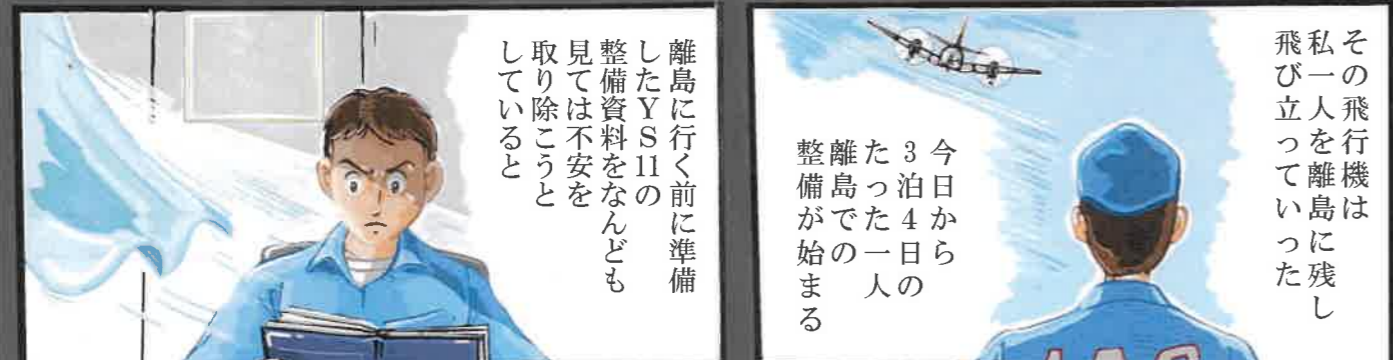 その飛行機は
私一人を離島に残し
飛び立っていった
今日から
3泊4日の
たった一人
離島での
整備が始まる
離島に行く前に準備
したYS11の
整備資料をなんども
見ては不安を
取り除こうと
していると